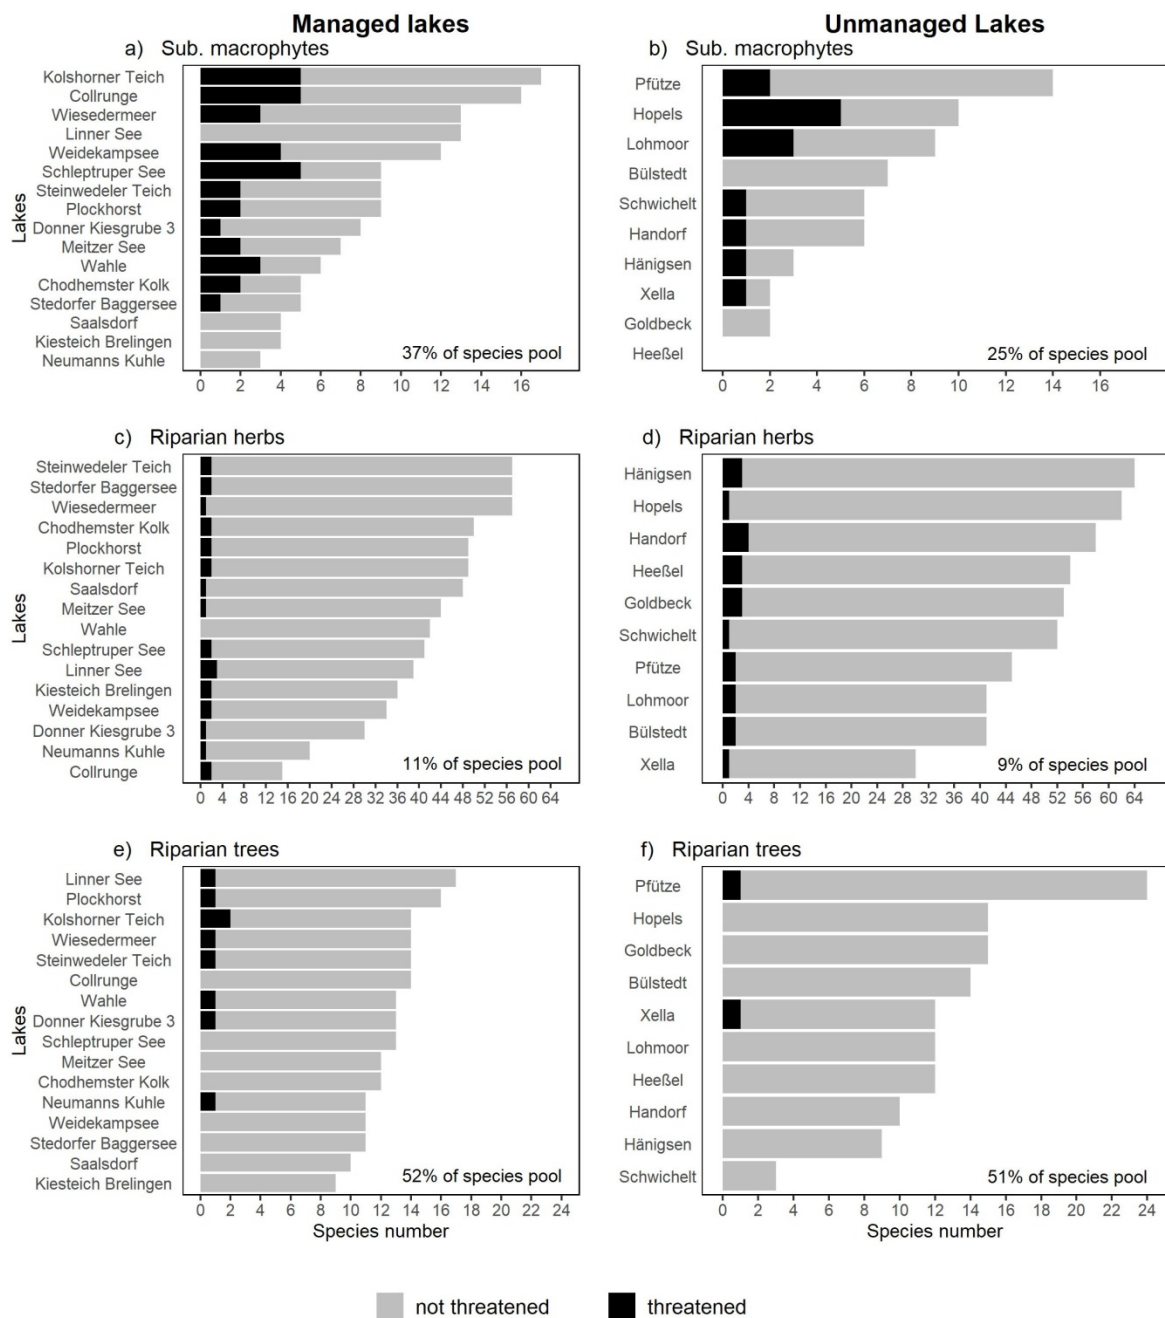 Managed lakes
Unmanaged Lakes
a) Sub. macrophytes
Lakes
Kolshorner Teich
Collrunge
Wiesedermeer
Linner See
Weidekampsee
Schleptruper See
Steinwedeler Teich
Plockhorst
Donner Kiesgrube 3
Meitzer See
Wahle
Chodhemster Kolk
Stedorfer Baggersee
Saalsdorf
Kiesteich Brelingen
Neumanns Kuhle
37% of species pool
0 2 4 6 8 10 12 14 16
b) Sub. macrophytes
Pfütze
Hopels
Lohmoor
Bülstedt
Schwichelt
Handorf
Hänigsen
Xella
Goldbeck
Heeßel
25% of species pool
0 2 4 6 8 10 12 14 16
c) Riparian herbs
Lakes
Steinwedeler Teich
Stedorfer Baggersee
Wiesedermeer
Chodhemster Kolk
Plockhorst
Kolshorner Teich
Saalsdorf
Meitzer See
Wahle
Schleptruper See
Linner See
Kiesteich Brelingen
Weidekampsee
Donner Kiesgrube 3
Neumanns Kuhle
Collrunge
11% of species pool
0 4 8 12 16 20 24 28 32 36 40 44 48 52 56 60 64
d) Riparian herbs
Hänigsen
Hopels
Handorf
Heeßel
Goldbeck
Schwichelt
Pfütze
Lohmoor
Bülstedt
Xella
9% of species pool
0 4 8 12 16 20 24 28 32 36 40 44 48 52 56 60 64
e) Riparian trees
Lakes
Linner See
Plockhorst
Kolshorner Teich
Wiesedermeer
Steinwedeler Teich
Collrunge
Wahle
Donner Kiesgrube 3
Schleptruper See
Meitzer See
Chodhemster Kolk
Neumanns Kuhle
Weidekampsee
Stedorfer Baggersee
Saalsdorf
Kiesteich Brelingen
52% of species pool
0 2 4 6 8 10 12 14 16 18 20 22 24
Species number
f) Riparian trees
Pfütze
Hopels
Goldbeck
Bülstedt
Xella
Lohmoor
Heeßel
Handorf
Hänigsen
Schwichelt
51% of species pool
0 2 4 6 8 10 12 14 16 18 20 22 24
Species number
not threatened
threatened